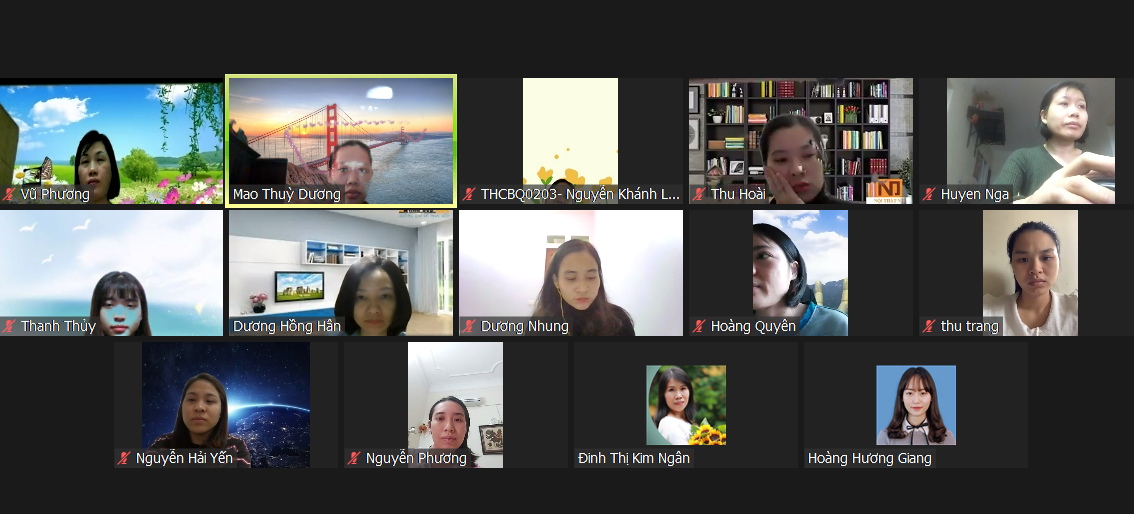 Vũ Phương
Mao Thuỳ Dương
THCBQ0203- Nguyễn Khánh L...
Thu Hoài
Huyen Nga
Thanh Thủy
Dương Hồng Hân
Dương Nhung
Hoàng Quyên
thu trang
Nguyễn Hải Yến
Nguyễn Phương
Đinh Thị Kim Ngân
Hoàng Hương Giang